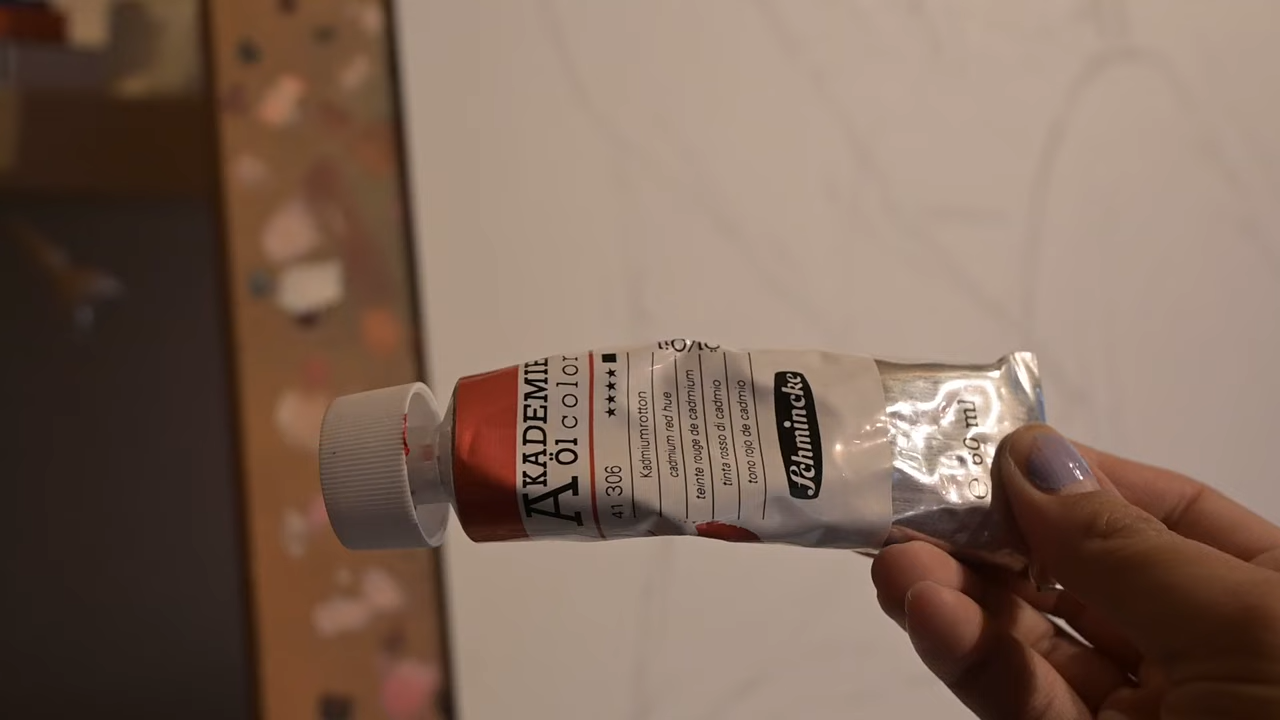 AKADEMIE
Öl color
★★★★ ■
41 306
Kadmiumrotton
cadmium red hue
teinte rouge de cadmium
tinta rosso di cadmio
tono rojo de cadmio
Schmincke
e 60 ml